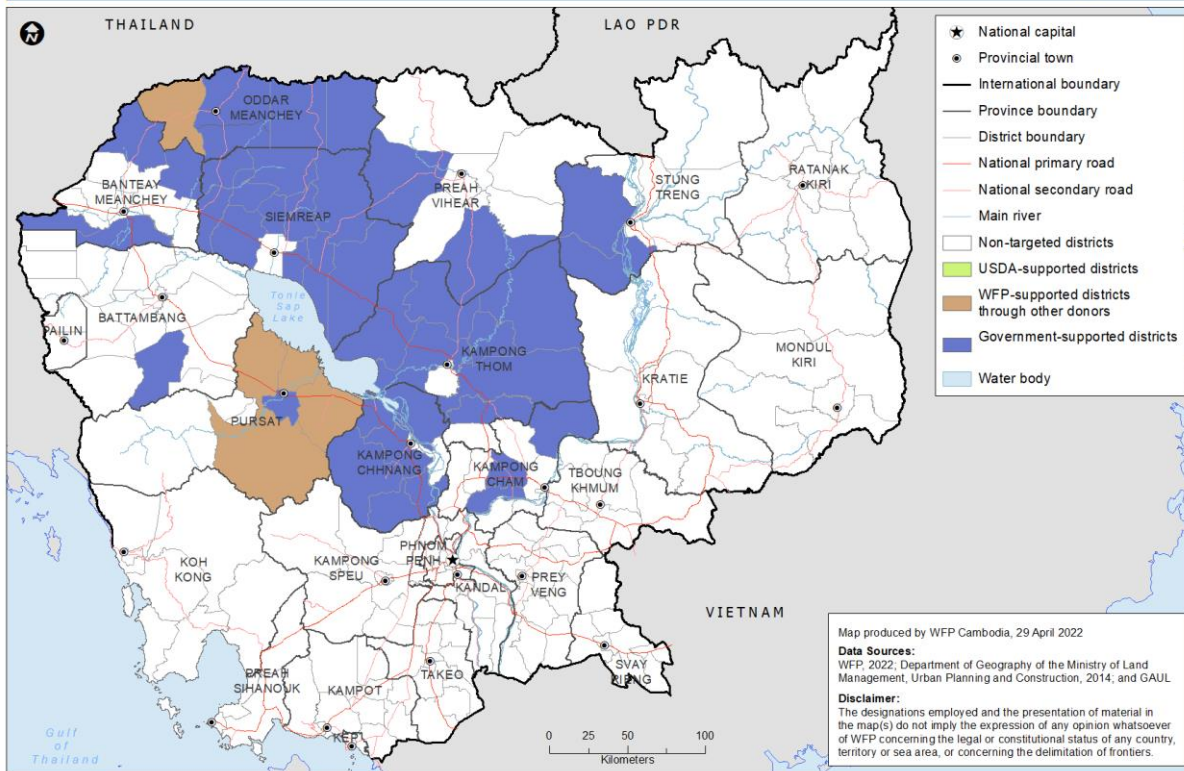 THAILAND
LAO PDR
N
ODDAR
MEANCHEY
BANTEAY
MEANCHEY
SIEMREAP
PREAH
VIHEAR
STUNG
TRENG
RATANAK
KIRI
Tonle
Sap
Lake
BATTAMBANG
PAILIN
KAMPONG
THOM
MONDUL
KIRI
KRATIE
PURSAT
KAMPONG
CHHNANG
KAMPONG
CHAM
TBOUNG
KHMUM
KOH
KONG
KAMPONG
SPEU
PHNOM
PENH
KANDAL
PREY
VENG
VIETNAM
PREAH
SIHANOUK
KAMPOT
TAKEO
SVAY
RIENG
KEP
Gulf
of
Thailand
0 25 50 100
Kilometers
National capital
Provincial town
International boundary
Province boundary
District boundary
National primary road
National secondary road
Main river
Non-targeted districts
USDA-supported districts
WFP-supported districts
through other donors
Government-supported districts
Water body
Map produced by WFP Cambodia, 29 April 2022
Data Sources:
WFP, 2022; Department of Geography of the Ministry of Land
Management, Urban Planning and Construction, 2014; and GAUL
Disclaimer:
The designations employed and the presentation of material in
the map(s) do not imply the expression of any opinion whatsoever
of WFP concerning the legal or constitutional status of any country,
territory or sea area, or concerning the delimitation of frontiers.